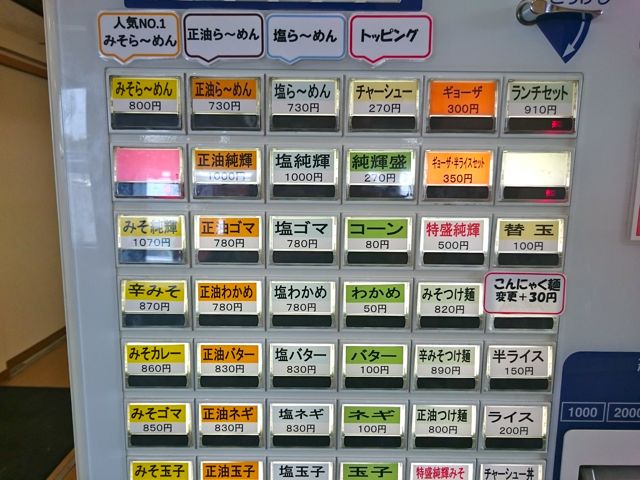 人気NO.1
みそら～めん
正油ら～めん
塩ら～めん
トッピング
みそら～めん
800円
正油ら～めん
730円
塩ら～めん
730円
チャーシュー
270円
ギョーザ
300円
ランチセット
910円
正油純輝
1000円
塩純輝
1000円
純輝盛
270円
ギョーザ・半ライスセット
350円
みそ純輝
1070円
正油ゴマ
780円
塩ゴマ
780円
コーン
80円
特盛純輝
500円
替玉
100円
辛みそ
870円
正油わかめ
780円
塩わかめ
780円
わかめ
50円
みそつけ麺
820円
こんにゃく麺
変更+30円
みそカレー
860円
正油バター
830円
塩バター
830円
バター
100円
辛みそつけ麺
890円
半ライス
150円
みそゴマ
850円
正油ネギ
830円
塩ネギ
830円
ネギ
100円
正油つけ麺
800円
ライス
200円
みそ玉子
正油玉子
塩玉子
玉子
特盛純輝みそ
チャーシュー丼
1000
2000